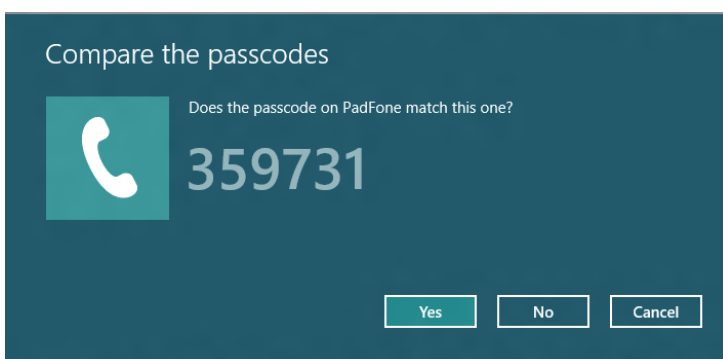 Compare the passcodes
Does the passcode on PadFone match this one?
359731
Yes No Cancel